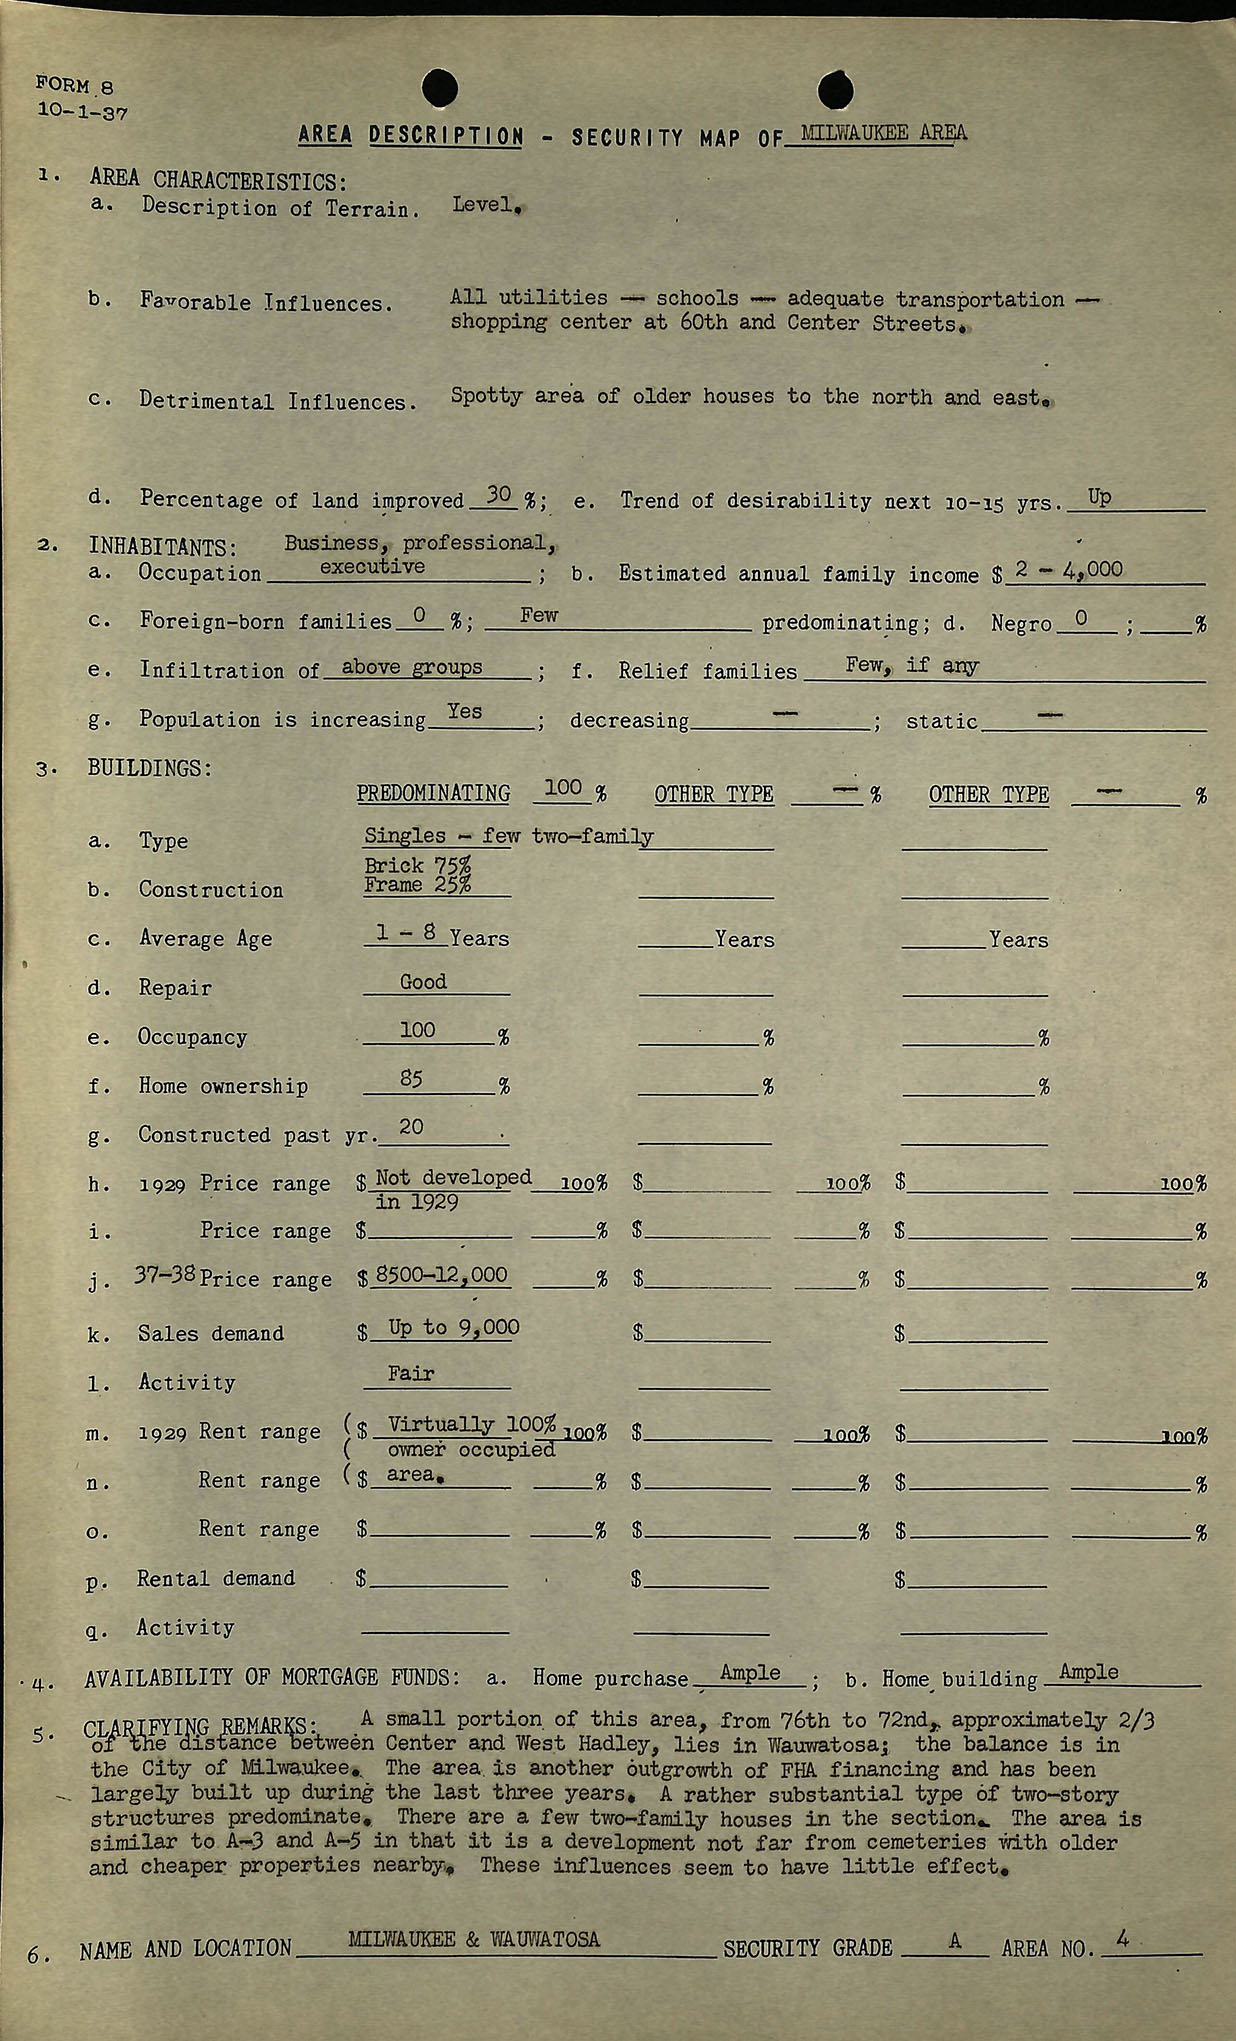 FORM 8
10-1-37
AREA DESCRIPTION - SECURITY MAP OF MILWAUKEE AREA
1. AREA CHARACTERISTICS:
a. Description of Terrain. Level.
b. Favorable Influences. All utilities — schools — adequate transportation —
shopping center at 60th and Center Streets.
c. Detrimental Influences. Spotty area of older houses to the north and east.
d. Percentage of land improved 30 %; e. Trend of desirability next 10-15 yrs. Up
2. INHABITANTS: Business, professional,
a. Occupation executive ; b. Estimated annual family income $ 2 - 4,000
c. Foreign-born families 0 %; Few predominating; d. Negro 0 ; %
e. Infiltration of above groups ; f. Relief families Few, if any
g. Population is increasing Yes ; decreasing — ; static —
3. BUILDINGS:
PREDOMINATING 100 % OTHER TYPE — % OTHER TYPE — %
a. Type Singles - few two-family
Brick 75%
b. Construction Frame 25%
c. Average Age 1 - 8 Years Years Years
d. Repair Good
e. Occupancy 100 % % %
f. Home ownership 85 % % %
g. Constructed past yr. 20
h. 1929 Price range $ Not developed 100% $ 100% $ 100%
in 1929
i. Price range $ % $ % $ %
j. 37-38 Price range $ 8500-12,000 % $ % $ %
k. Sales demand $ Up to 9,000 $ $
l. Activity Fair
m. 1929 Rent range ($ Virtually 100% 100% $ 100% $ 100%
( owner occupied
n. Rent range ($ area. % $ % $ %
o. Rent range $ % $ % $ %
p. Rental demand $ $ $
q. Activity
4. AVAILABILITY OF MORTGAGE FUNDS: a. Home purchase Ample ; b. Home building Ample
5. CLARIFYING REMARKS: A small portion of this area, from 76th to 72nd, approximately 2/3
of the distance between Center and West Hadley, lies in Wauwatosa; the balance is in
the City of Milwaukee. The area is another outgrowth of FHA financing and has been
largely built up during the last three years. A rather substantial type of two-story
structures predominate. There are a few two-family houses in the section. The area is
similar to A-3 and A-5 in that it is a development not far from cemeteries with older
and cheaper properties nearby. These influences seem to have little effect.
6. NAME AND LOCATION MILWAUKEE & WAUWATOSA SECURITY GRADE A AREA NO. 4